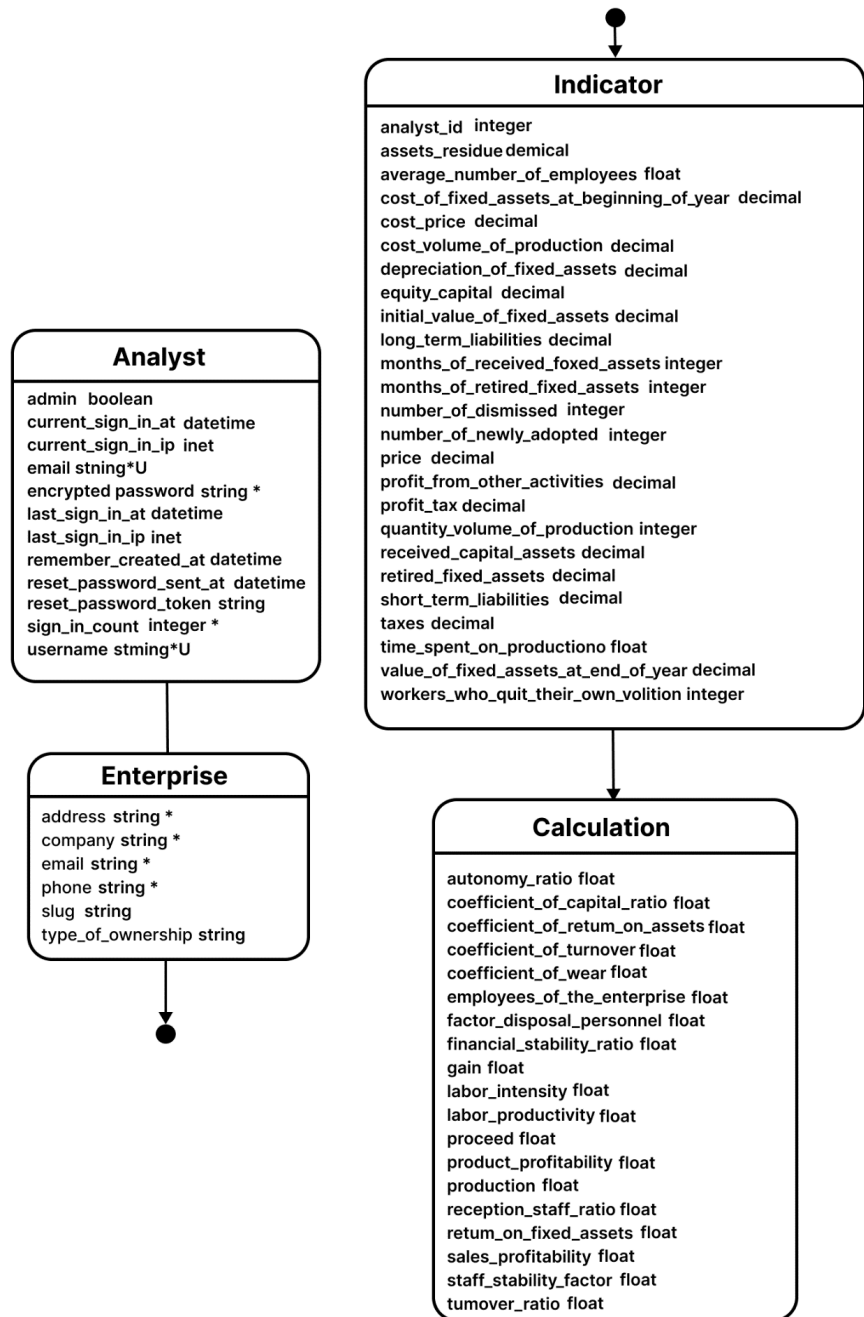 Indicator
analyst_id integer
assets_residue demical
average_number_of_employees float
cost_of_fixed_assets_at_beginning_of_year decimal
cost_price decimal
cost_volume_of_production decimal
depreciation_of_fixed_assets decimal
equity_capital decimal
initial_value_of_fixed_assets decimal
long_term_liabilities decimal
months_of_received_foxed_assets integer
months_of_retired_fixed_assets integer
number_of_dismissed integer
number_of_newly_adopted integer
price decimal
profit_from_other_activities decimal
profit_tax decimal
quantity_volume_of_production integer
received_capital_assets decimal
retired_fixed_assets decimal
short_term_liabilities decimal
taxes decimal
time_spent_on_productiono float
value_of_fixed_assets_at_end_of_year decimal
workers_who_quit_their_own_volition integer
Analyst
admin boolean
current_sign_in_at datetime
current_sign_in_ip inet
email stning*U
encrypted password string *
last_sign_in_at datetime
last_sign_in_ip inet
remember_created_at datetime
reset_password_sent_at datetime
reset_password_token string
sign_in_count integer *
username stming*U
Enterprise
address string *
company string *
email string *
phone string *
slug string
type_of_ownership string
Calculation
autonomy_ratio float
coefficient_of_capital_ratio float
coefficient_of_retum_on_assets float
coefficient_of_turnover float
coefficient_of_wear float
employees_of_the_enterprise float
factor_disposal_personnel float
financial_stability_ratio float
gain float
labor_intensity float
labor_productivity float
proceed float
product_profitability float
production float
reception_staff_ratio float
retum_on_fixed_assets float
sales_profitability float
staff_stability_factor float
tumover_ratio float